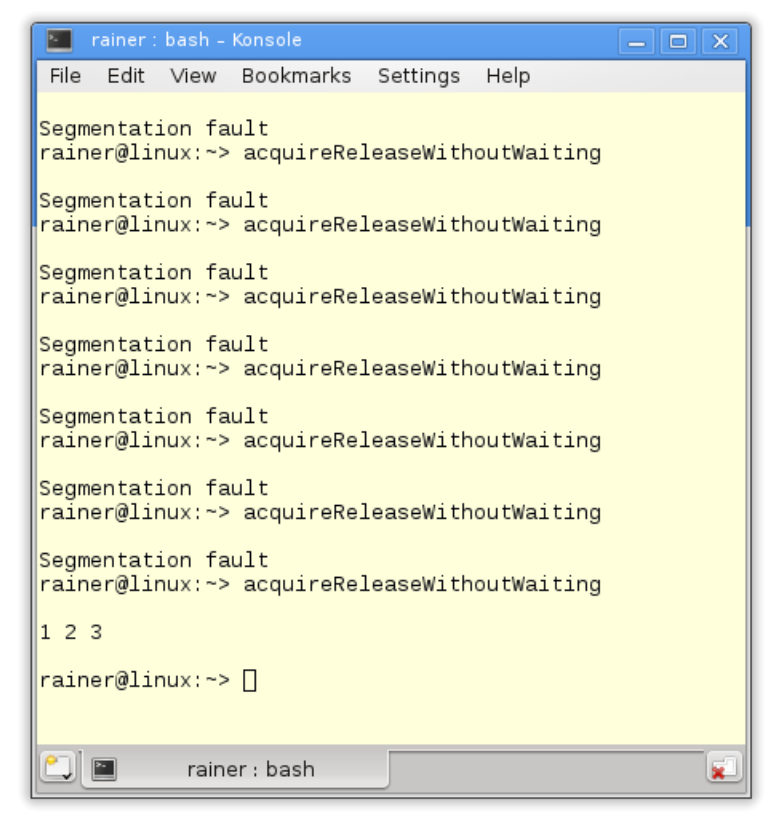 rainer : bash – Konsole
File Edit View Bookmarks Settings Help
Segmentation fault
rainer@linux:~> acquireReleaseWithoutWaiting
Segmentation fault
rainer@linux:~> acquireReleaseWithoutWaiting
Segmentation fault
rainer@linux:~> acquireReleaseWithoutWaiting
Segmentation fault
rainer@linux:~> acquireReleaseWithoutWaiting
Segmentation fault
rainer@linux:~> acquireReleaseWithoutWaiting
Segmentation fault
rainer@linux:~> acquireReleaseWithoutWaiting
Segmentation fault
rainer@linux:~> acquireReleaseWithoutWaiting
1 2 3
rainer@linux:~>
rainer : bash